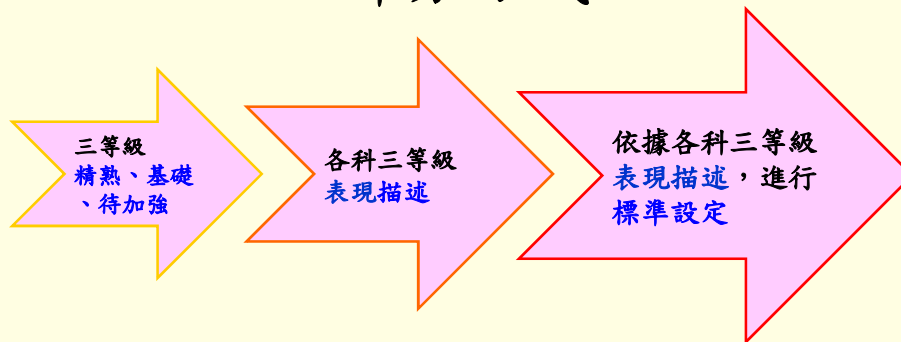 三等級
精熟、基礎
、待加強
各科三等級
表現描述
依據各科三等級
表現描述，進行
標準設定